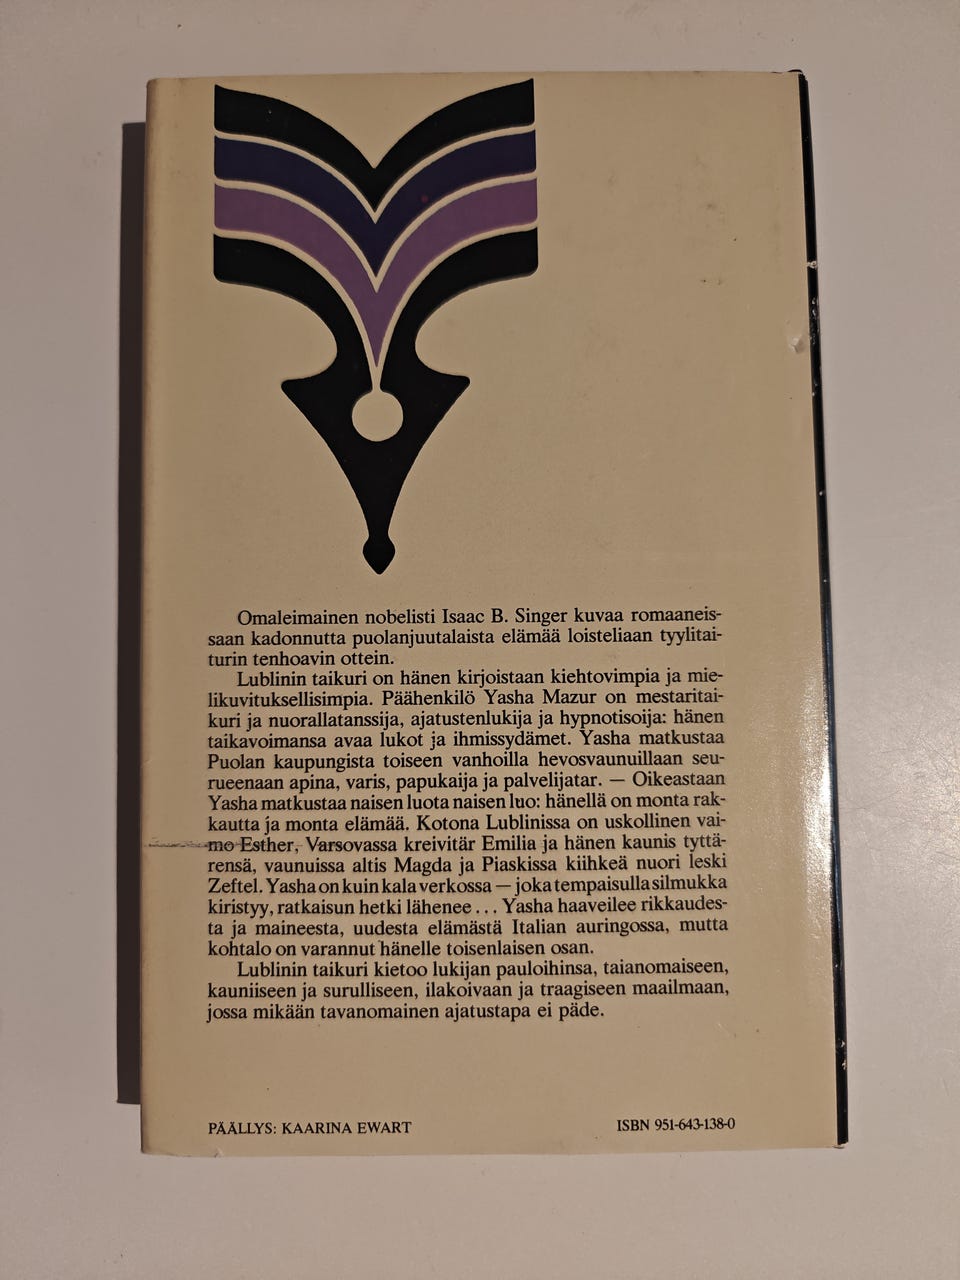 Omaleimainen nobelisti Isaac B. Singer kuvaa romaaneis-
saan kadonnutta puolanjuutalaista elämää loisteliaan tyylitai-
turin tenhoavin ottein.
Lublinin taikuri on hänen kirjoistaan kiehtovimpia ja mie-
likuvituksellisimpia. Päähenkilö Yasha Mazur on mestaritai-
kuri ja nuorallatanssija, ajatustenlukija ja hypnotisoija: hänen
taikavoimansa avaa lukot ja ihmissydämet. Yasha matkustaa
Puolan kaupungista toiseen vanhoilla hevosvaunuillaan seu-
rueenaan apina, varis, papukaija ja palvelijatar. — Oikeastaan
Yasha matkustaa naisen luota naisen luo: hänellä on monta rak-
kautta ja monta elämää. Kotona Lublinissa on uskollinen vai-
mo Esther, Varsovassa kreivitär Emilia ja hänen kaunis tyttä-
rensä, vaunuissa altis Magda ja Piaskissa kiihkeä nuori leski
Zeftel. Yasha on kuin kala verkossa — joka tempaisulla silmukka
kiristyy, ratkaisun hetki lähenee... Yasha haaveilee rikkaudes-
ta ja maineesta, uudesta elämästä Italian auringossa, mutta
kohtalo on varannut hänelle toisenlaisen osan.
Lublinin taikuri kietoo lukijan pauloihinsa, taianomaiseen,
kauniiseen ja surulliseen, ilakoivaan ja traagiseen maailmaan,
jossa mikään tavanomainen ajatustapa ei päde.
PÄÄLLYS: KAARINA EWART
ISBN 951-643-138-0